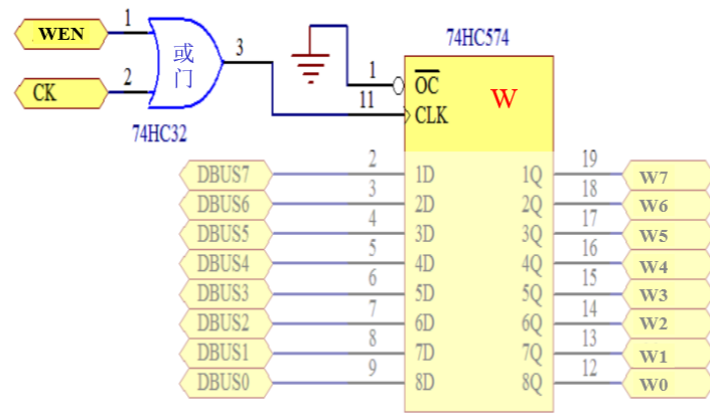 WEN 1
或门 3
CK 2
74HC32
74HC574
1 OC
11 CLK
W
DBUS7 2 1D 1Q 19 W7
DBUS6 3 2D 2Q 18 W6
DBUS5 4 3D 3Q 17 W5
DBUS4 5 4D 4Q 16 W4
DBUS3 6 5D 5Q 15 W3
DBUS2 7 6D 6Q 14 W2
DBUS1 8 7D 7Q 13 W1
DBUS0 9 8D 8Q 12 W0